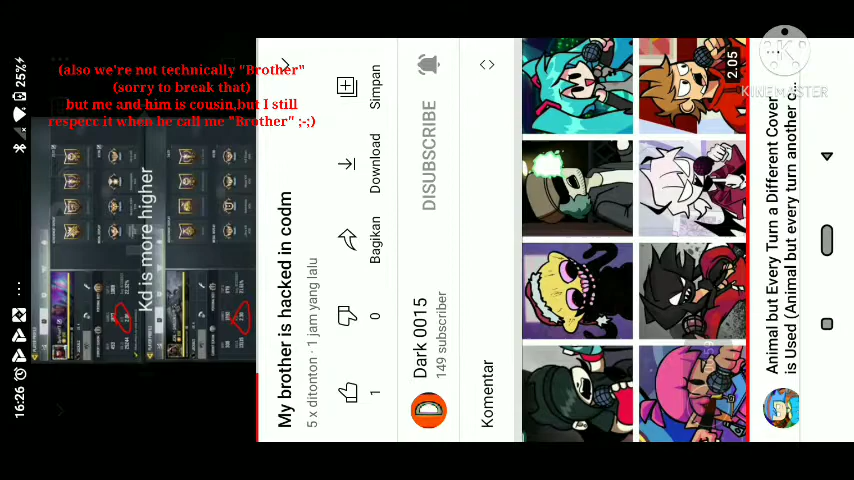 (also we're not technically "Brother"
(sorry to break that)
but me and him is cousin,but I still
respecc it when he call me "Brother" ;-;)
16:26
25%
Kd is more higher
My brother is hacked in codm
5 x ditonton · 1 jam yang lalu
1
0
Bagikan
Download
Simpan
Dark 0015
149 subscriber
DISUBSCRIBE
Komentar
2.05
KINEMASTER
Animal but Every Turn a Different Cover
is Used (Animal but every turn another c...